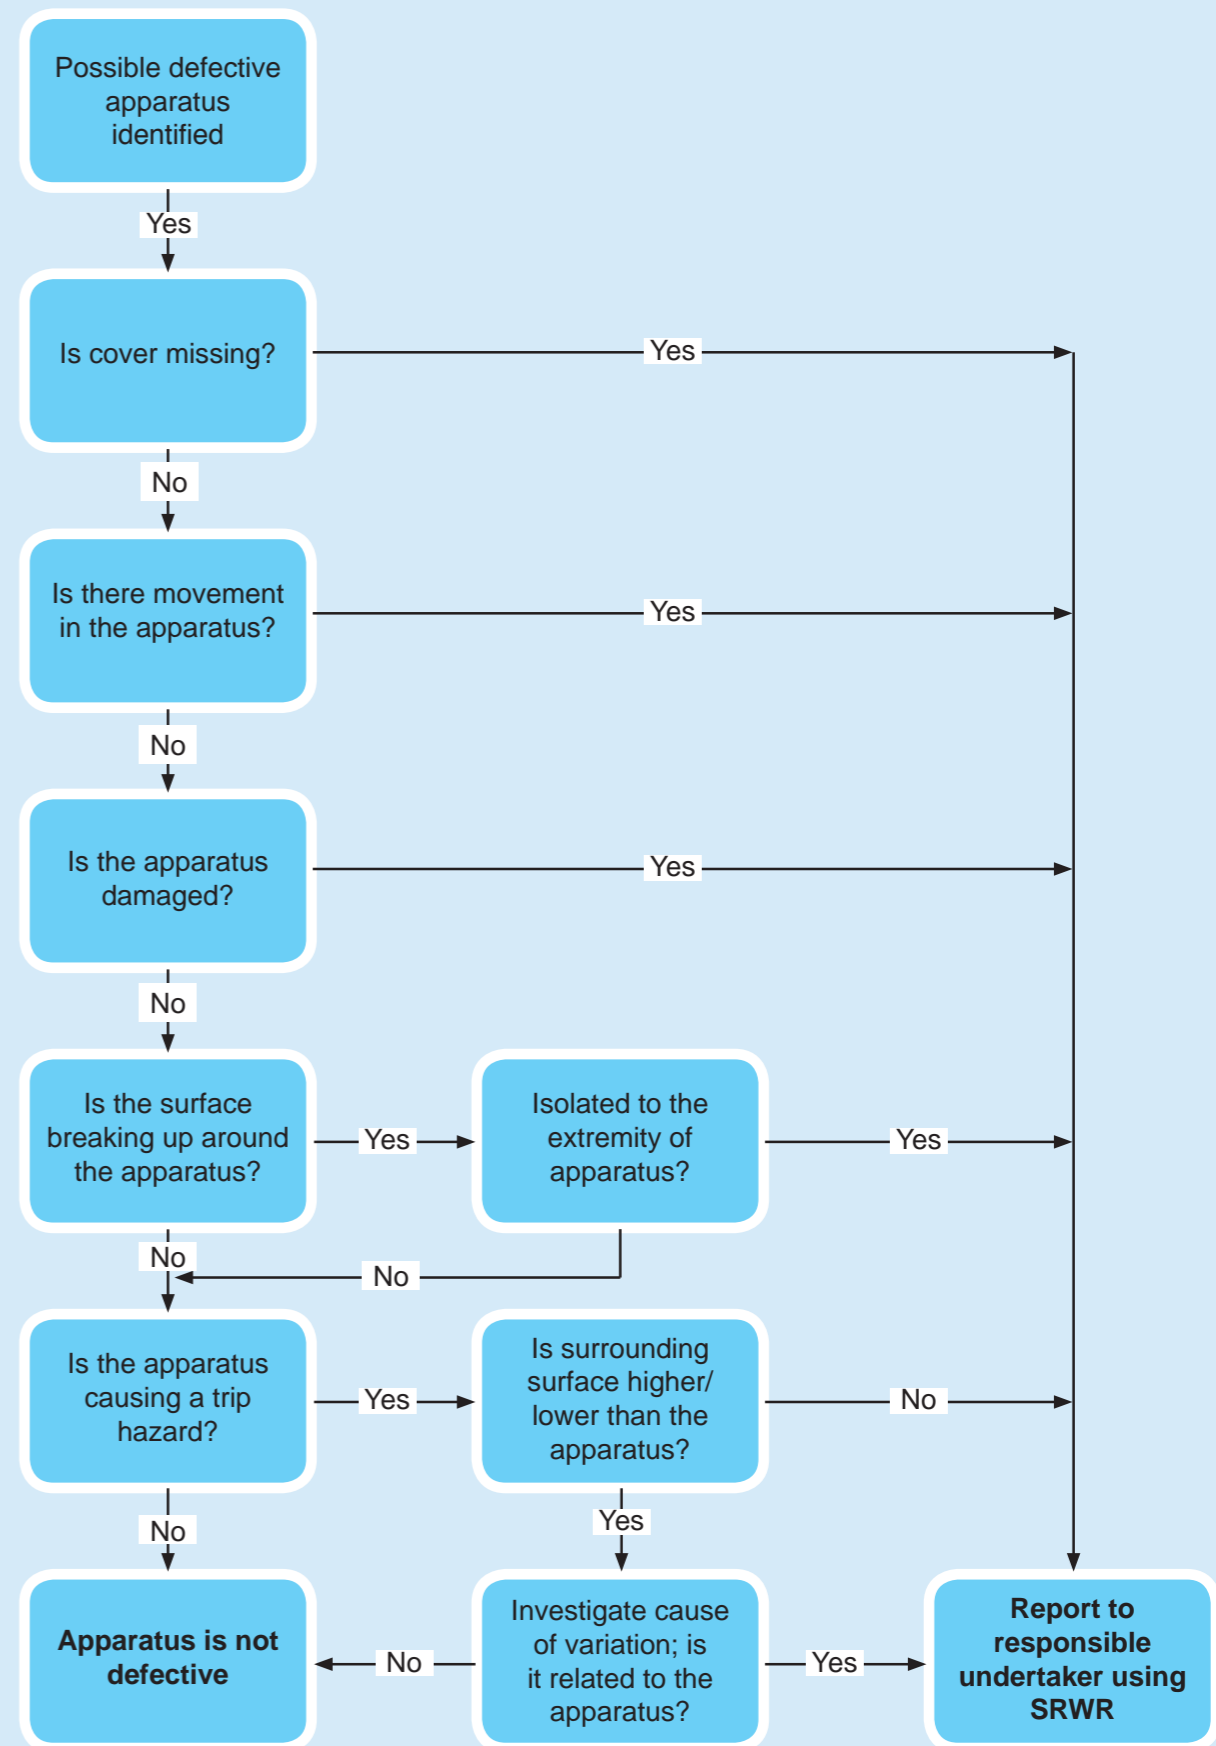 Possible defective
apparatus
identified
Yes
Is cover missing?
Yes
No
Is there movement
in the apparatus?
Yes
No
Is the apparatus
damaged?
Yes
No
Is the surface
breaking up around
the apparatus?
Yes
Isolated to the
extremity of
apparatus?
Yes
No
No
Is the apparatus
causing a trip
hazard?
Yes
Is surrounding
surface higher/
lower than the
apparatus?
No
No
Yes
Apparatus is not
defective
No
Investigate cause
of variation; is
it related to the
apparatus?
Yes
Report to
responsible
undertaker using
SRWR